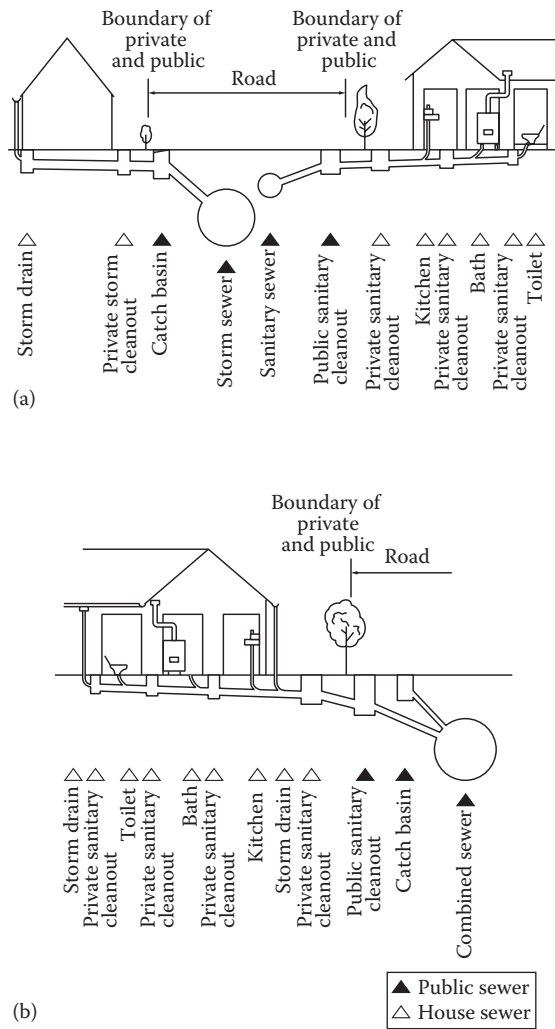 Boundary of
private
and public
Boundary of
private and
public
Road
Storm drain
Private storm
cleanout
Catch basin
Storm sewer
Sanitary sewer
Public sanitary
cleanout
Private sanitary
cleanout
Kitchen
Private sanitary
cleanout
Bath
Private sanitary
cleanout
Toilet
(a)
Boundary of
private
and public
Road
Storm drain
Private sanitary
cleanout
Toilet
Private sanitary
cleanout
Bath
Private sanitary
cleanout
Kitchen
Storm drain
Private sanitary
cleanout
Public sanitary
cleanout
Catch basin
Combined sewer
Public sewer
House sewer
(b)